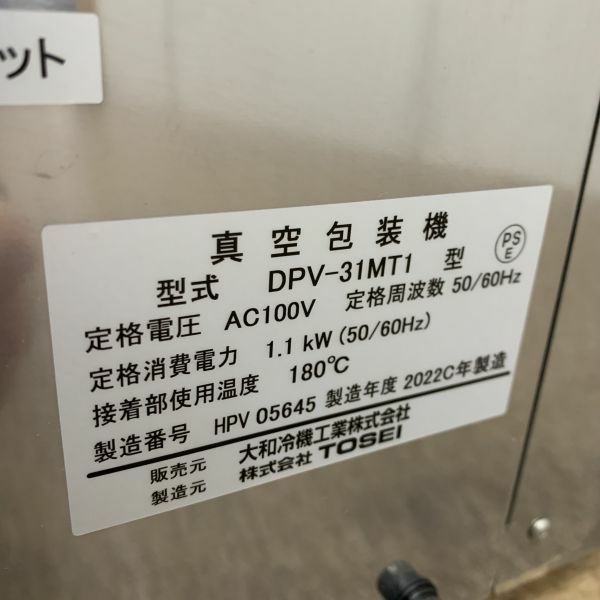 ット
真空包装機
型式 DPV-31MT1 型
PS
E
定格電圧 AC100V 定格周波数 50/60Hz
定格消費電力 1.1 kW (50/60Hz)
接着部使用温度 180℃
製造番号 HPV 05645 製造年度 2022C年製造
販売元 大和冷機工業株式会社
製造元 株式会社 TOSEI